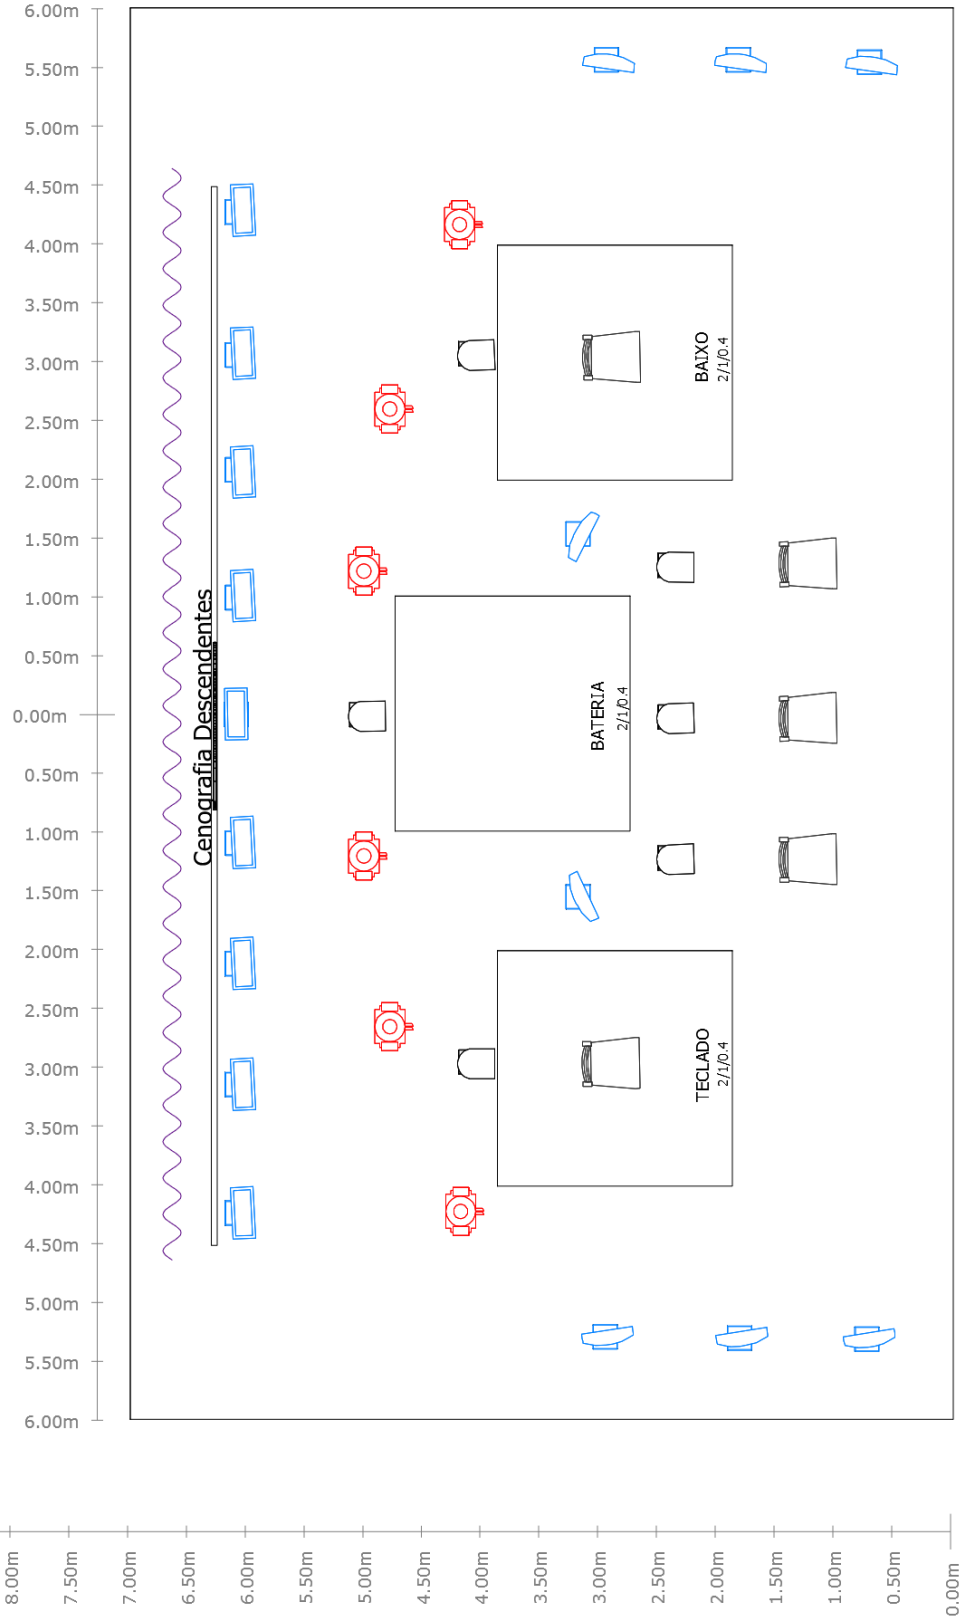 6.00m
5.50m
5.00m
4.50m
4.00m
3.50m
3.00m
2.50m
2.00m
1.50m
1.00m
0.50m
0.00m
0.50m
1.00m
1.50m
2.00m
2.50m
3.00m
3.50m
4.00m
4.50m
5.00m
5.50m
6.00m
Cenografia Descendentes
BAIXO
2/1/0.4
BATERIA
2/1/0.4
TECLADO
2/1/0.4
8.00m
7.50m
7.00m
6.50m
6.00m
5.50m
5.00m
4.50m
4.00m
3.50m
3.00m
2.50m
2.00m
1.50m
1.00m
0.50m
0.00m